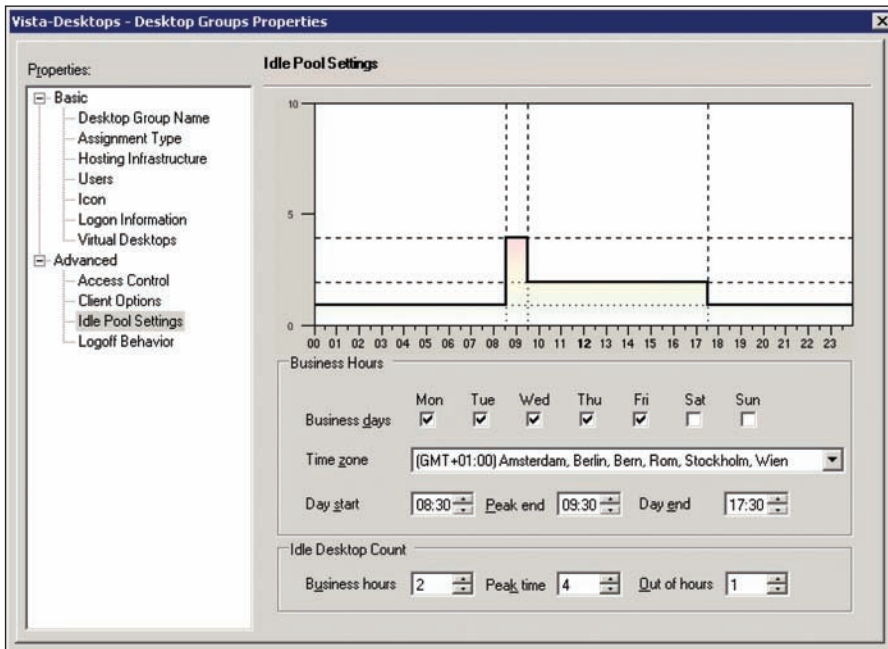 Vista-Desktops - Desktop Groups Properties
Properties:
Basic
Desktop Group Name
Assignment Type
Hosting Infrastructure
Users
Icon
Logon Information
Virtual Desktops
Advanced
Access Control
Client Options
Idle Pool Settings
Logoff Behavior
Idle Pool Settings
10
5
0
00 01 02 03 04 05 06 07 08 09 10 11 12 13 14 15 16 17 18 19 20 21 22 23
Business Hours
Mon Tue Wed Thu Fri Sat Sun
Business days
Time zone (GMT+01:00) Amsterdam, Berlin, Bern, Rom, Stockholm, Wien
Day start 08:30 Peak end 09:30 Day end 17:30
Idle Desktop Count
Business hours 2 Peak time 4 Out of hours 1